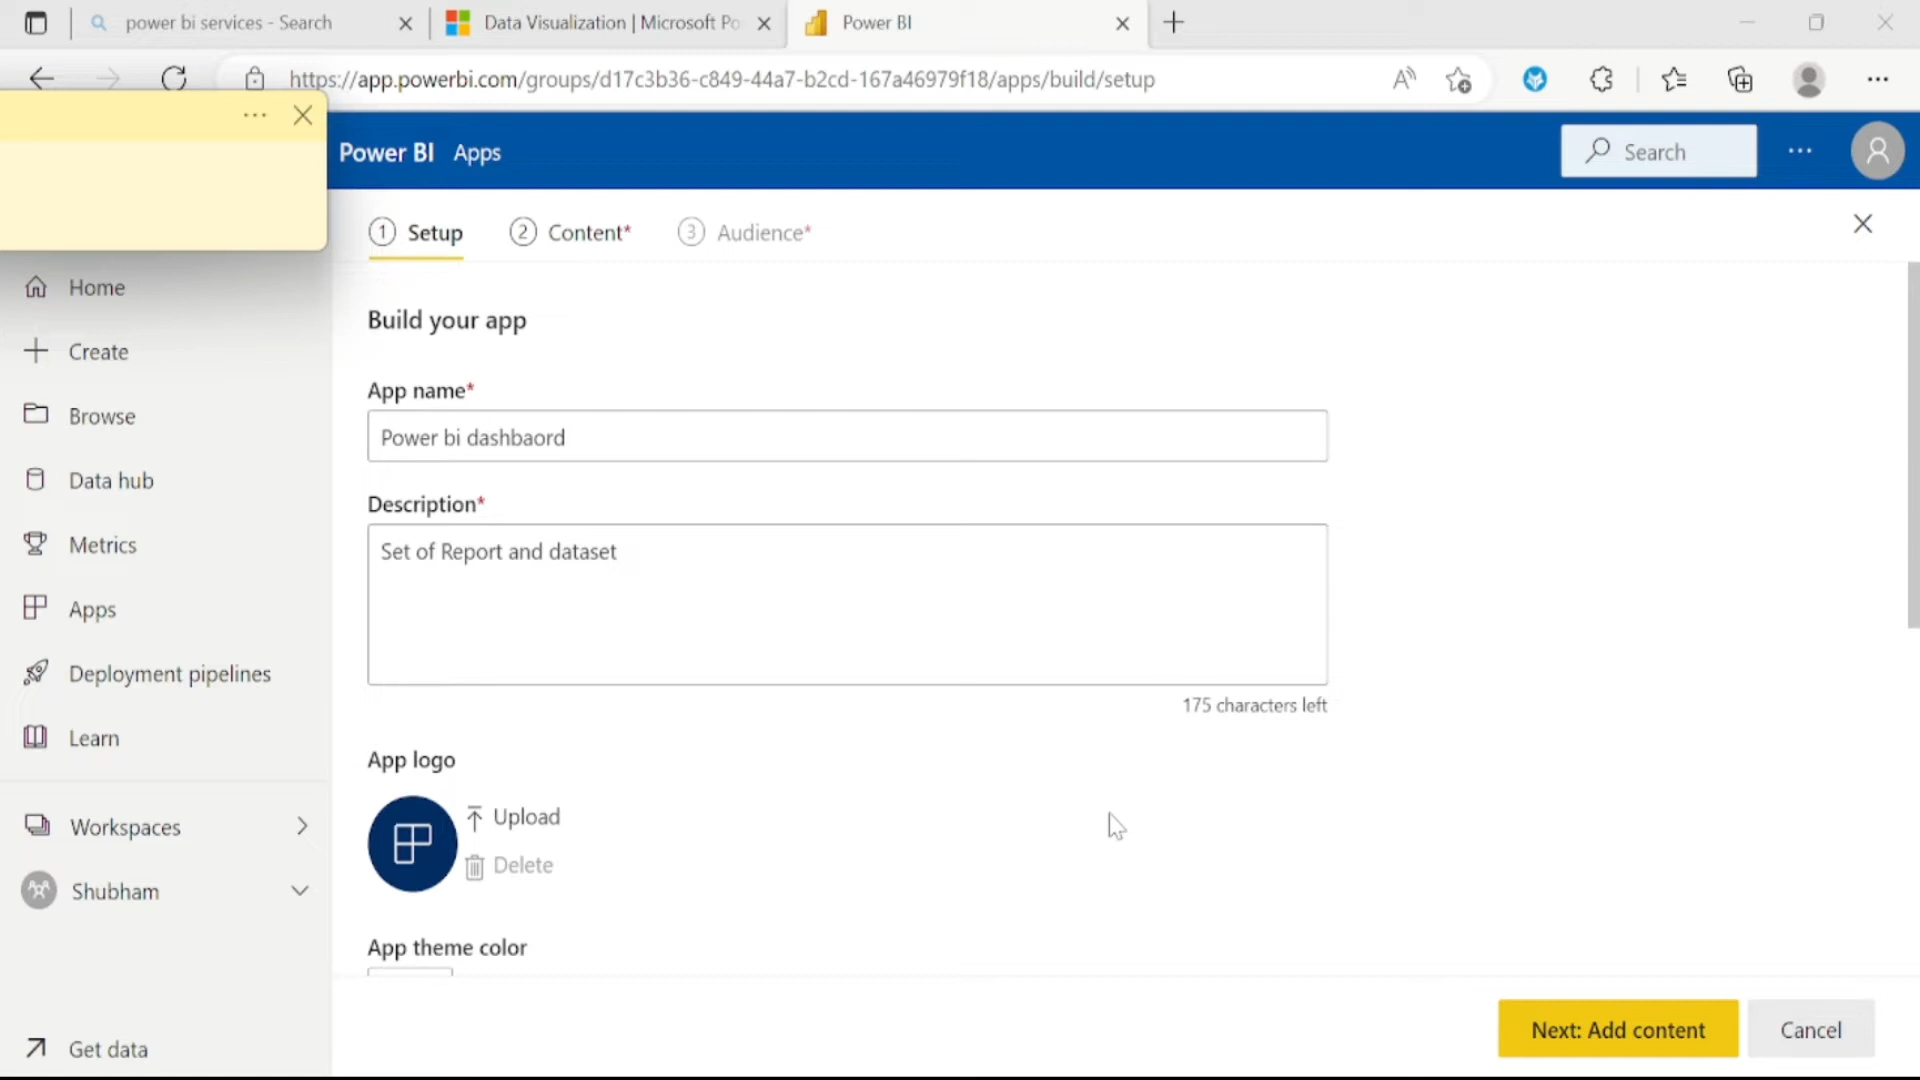 power bi services - Search
Data Visualization | Microsoft Po
Power BI
https://app.powerbi.com/groups/d17c3b36-c849-44a7-b2cd-167a46979f18/apps/build/setup
Power BI Apps
Search
1 Setup
2 Content*
3 Audience*
Home
Create
Browse
Data hub
Metrics
Apps
Deployment pipelines
Learn
Workspaces
Shubham
Get data
Build your app
App name*
Power bi dashbaord
Description*
Set of Report and dataset
175 characters left
App logo
Upload
Delete
App theme color
Next: Add content
Cancel